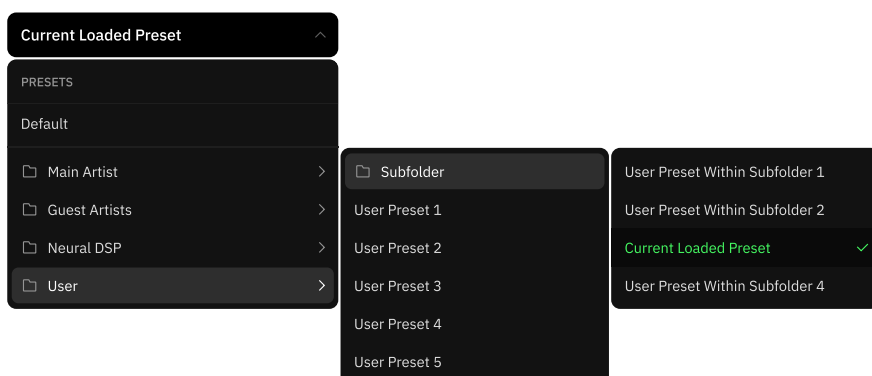 Current Loaded Preset
PRESETS
Default
Main Artist
Guest Artists
Neural DSP
User
Subfolder
User Preset 1
User Preset 2
User Preset 3
User Preset 4
User Preset 5
User Preset Within Subfolder 1
User Preset Within Subfolder 2
Current Loaded Preset
User Preset Within Subfolder 4